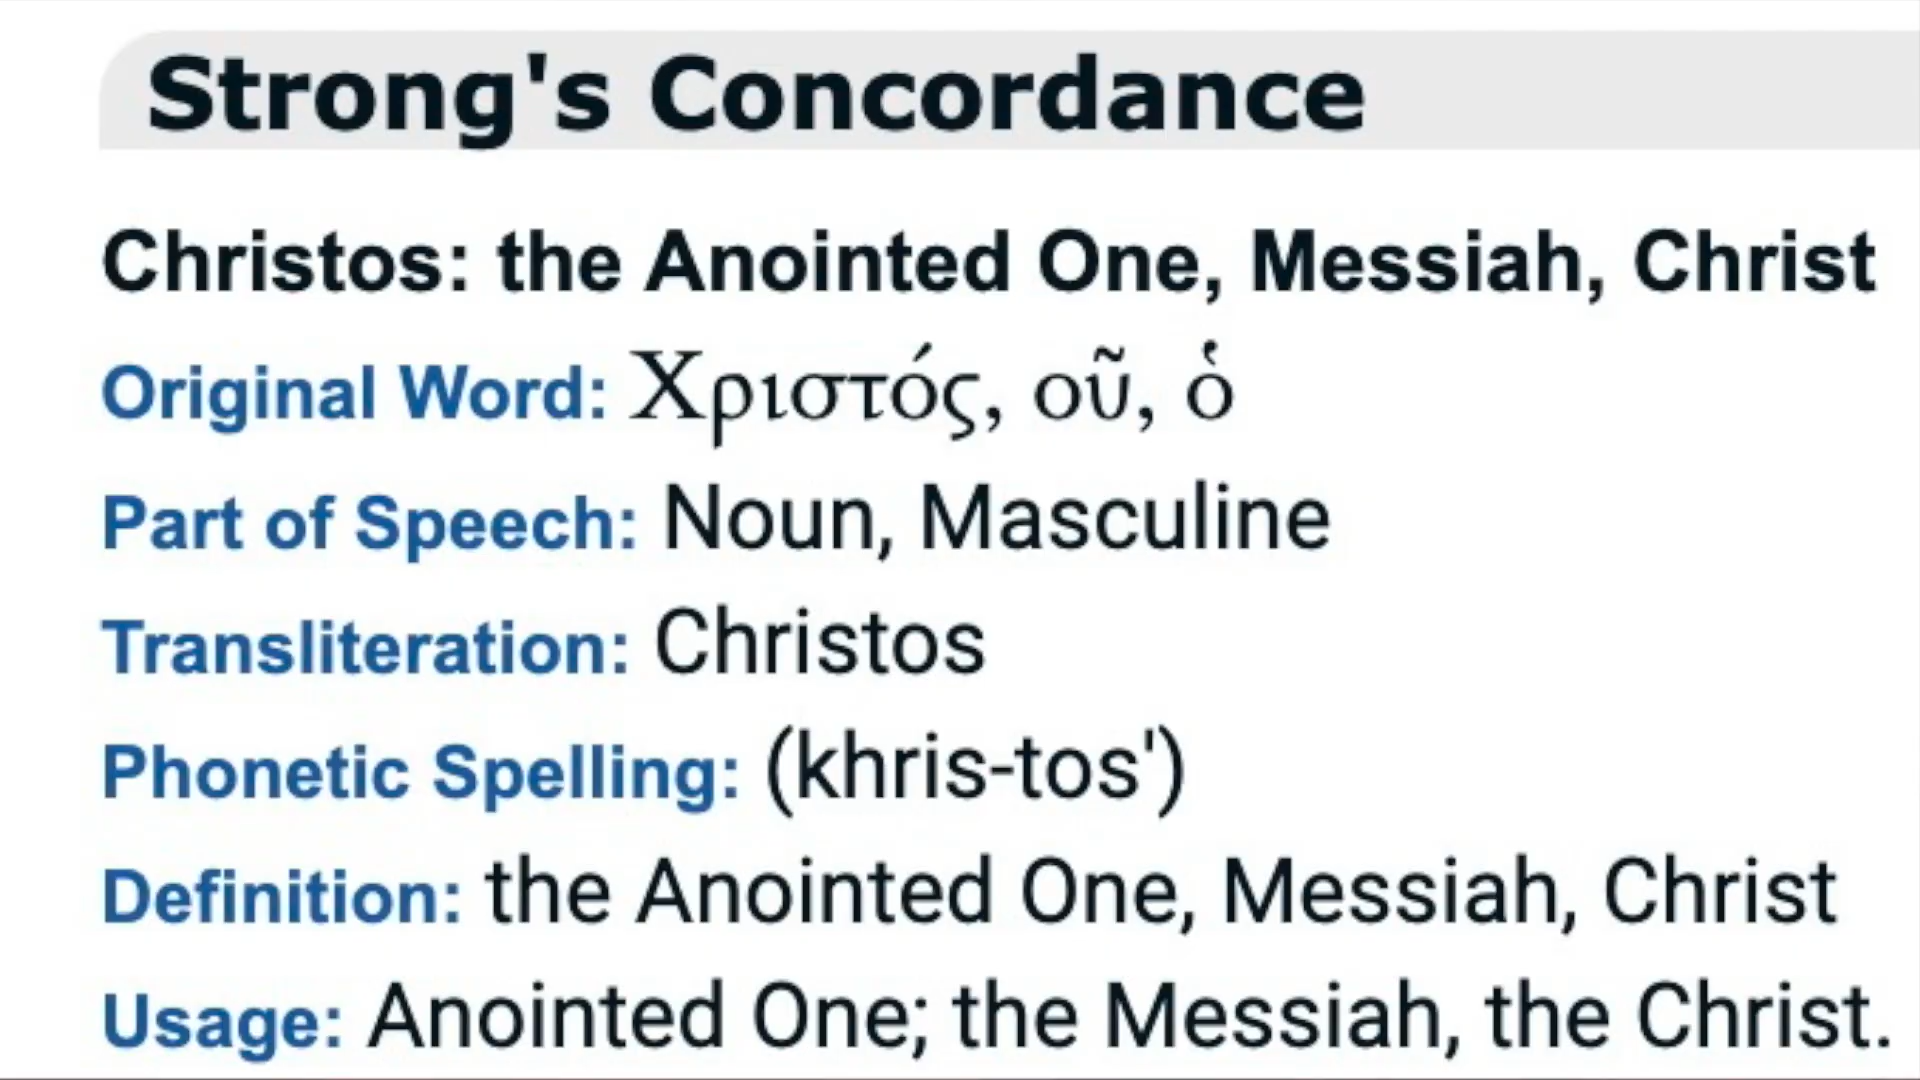 Strong's Concordance
Christos: the Anointed One, Messiah, Christ
Original Word: Χριστός, οῦ, ὁ
Part of Speech: Noun, Masculine
Transliteration: Christos
Phonetic Spelling: (khris-tos')
Definition: the Anointed One, Messiah, Christ
Usage: Anointed One; the Messiah, the Christ.